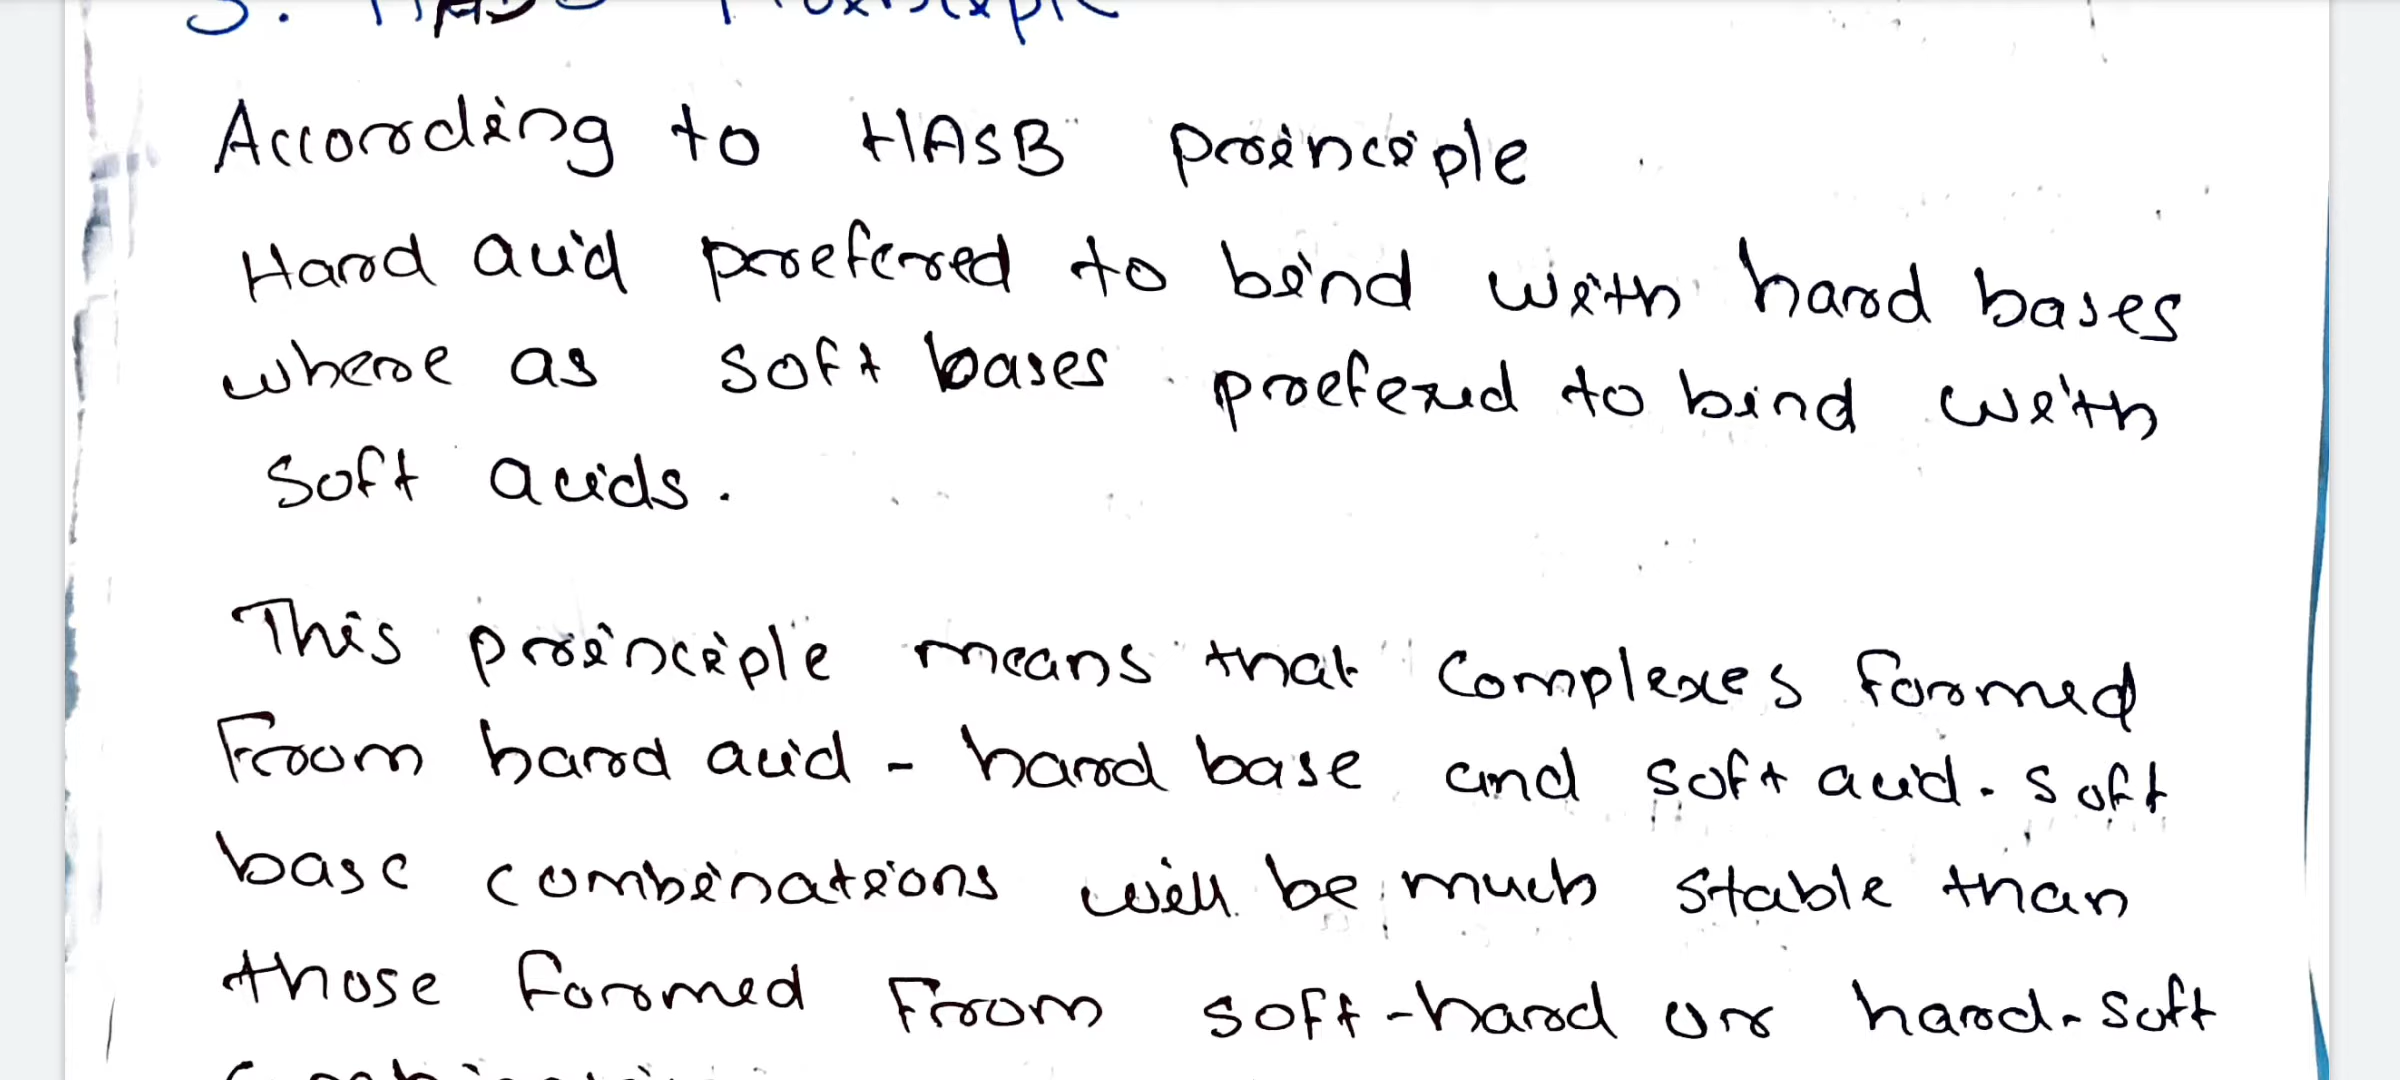 According to HASB principle
Hard acid preferred to bind with hard bases
where as soft bases preferred to bind with
soft acids.
This principle means that complexes formed
From hard acid - hard base and soft acid - soft
base combinations will be much stable than
those formed from soft-hard or hard-soft